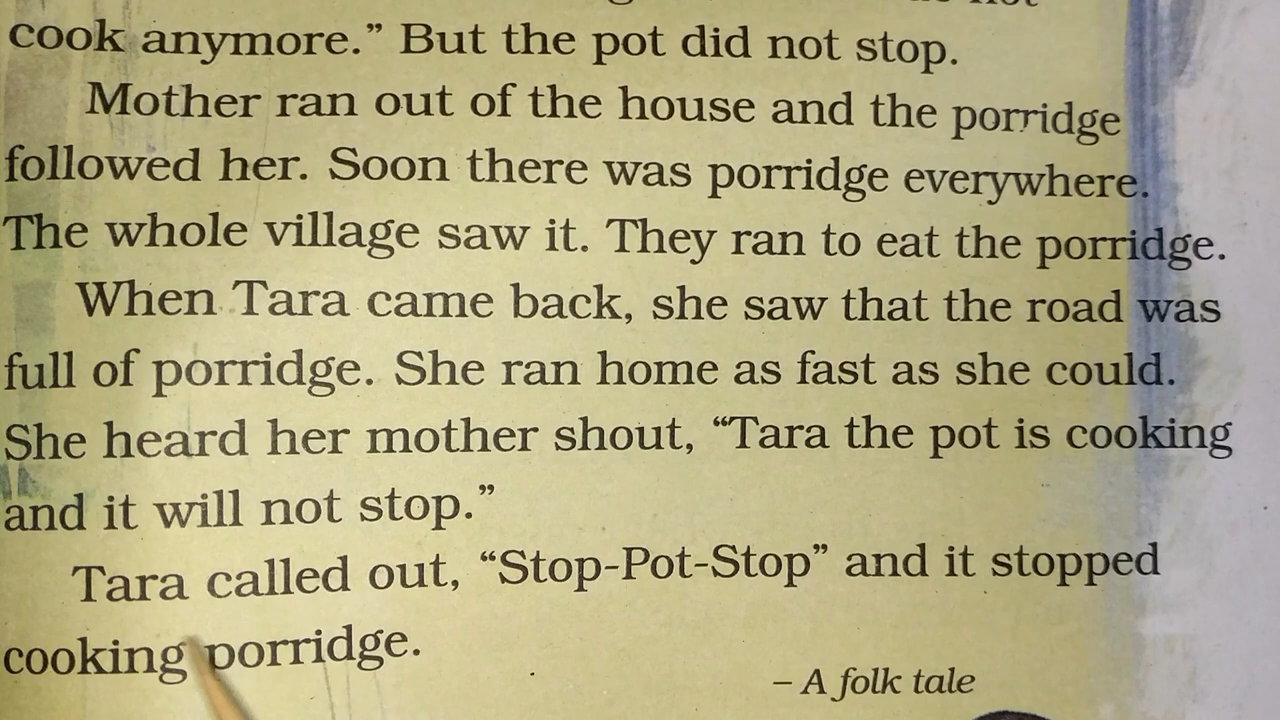 cook anymore.” But the pot did not stop.
Mother ran out of the house and the porridge
followed her. Soon there was porridge everywhere.
The whole village saw it. They ran to eat the porridge.
When Tara came back, she saw that the road was
full of porridge. She ran home as fast as she could.
She heard her mother shout, “Tara the pot is cooking
and it will not stop.”
Tara called out, “Stop-Pot-Stop” and it stopped
cooking porridge.
– A folk tale